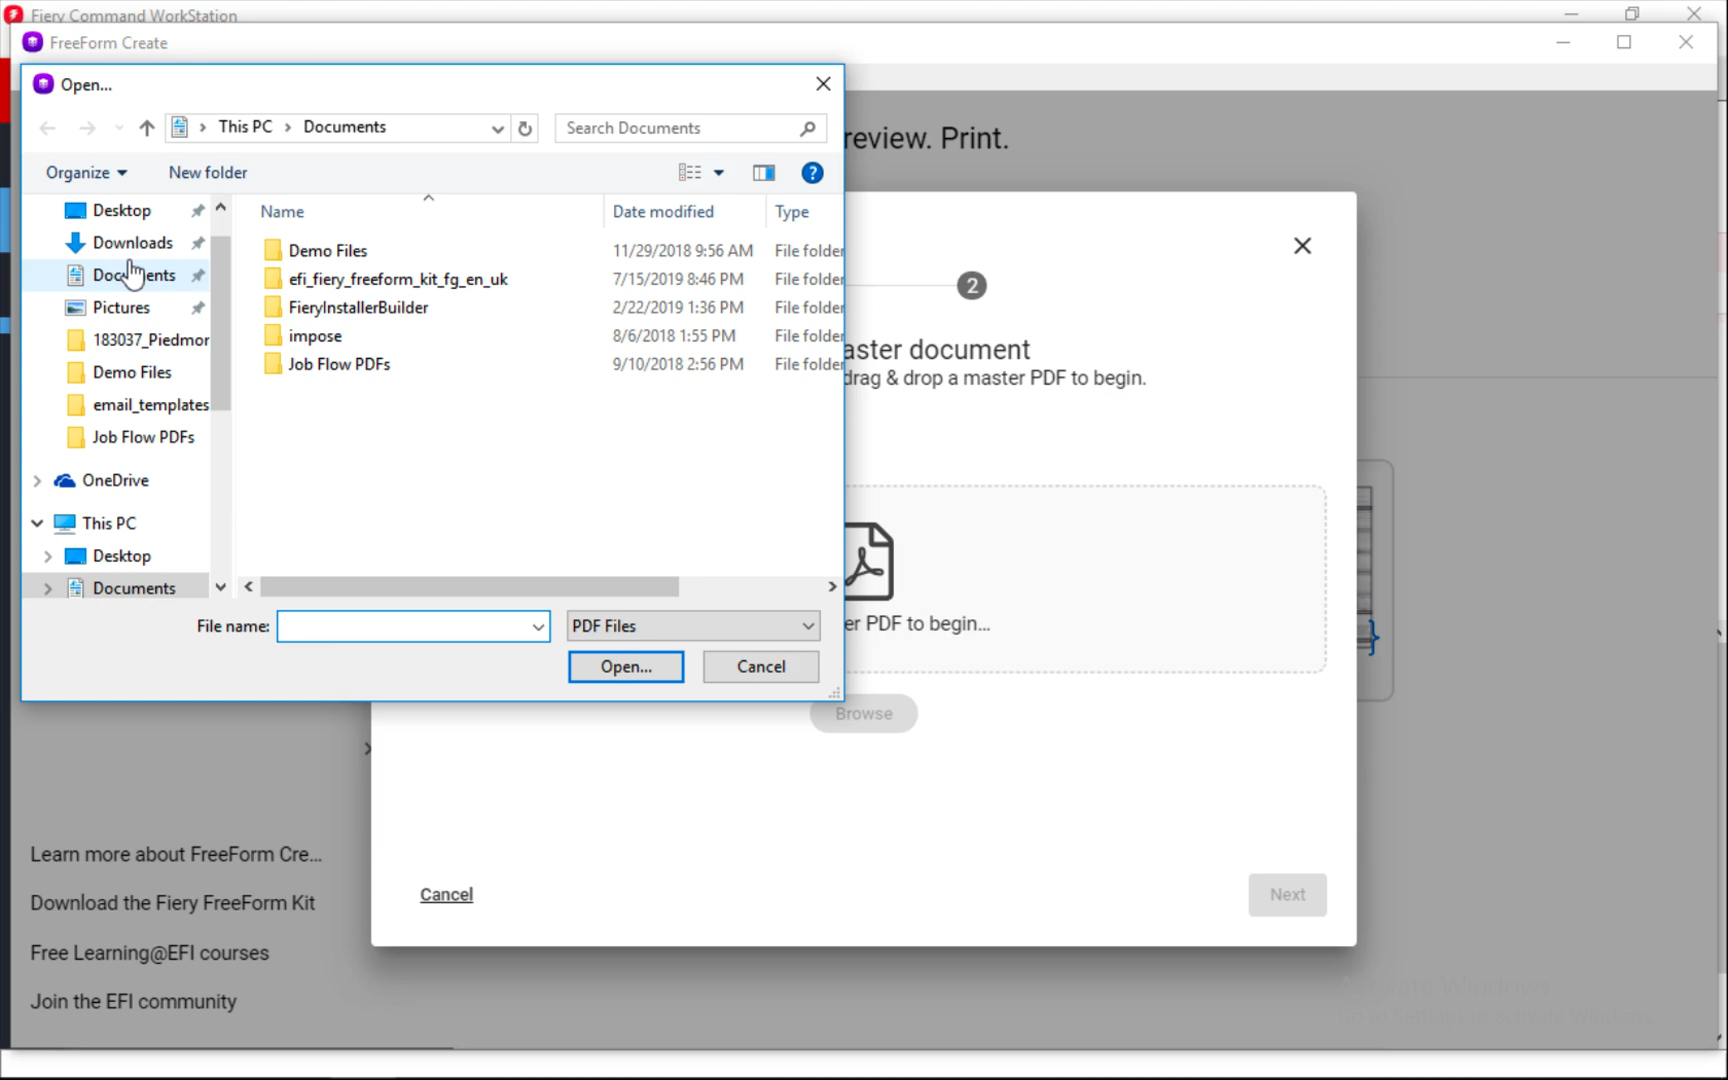 Fiery Command WorkStation
FreeForm Create
Open...
This PC > Documents
Search Documents
Organize
New folder
Name
Date modified
Type
Desktop
Downloads
Documents
Pictures
183037_Piedmor
Demo Files
email_templates
Job Flow PDFs
OneDrive
This PC
Desktop
Documents
Demo Files 11/29/2018 9:56 AM File folder
efi_fiery_freeform_kit_fg_en_uk 7/15/2019 8:46 PM File folder
FieryInstallerBuilder 2/22/2019 1:36 PM File folder
impose 8/6/2018 1:55 PM File folder
Job Flow PDFs 9/10/2018 2:56 PM File folder
File name:
PDF Files
Open...
Cancel
review. Print.
2
aster document
drag & drop a master PDF to begin.
er PDF to begin...
Browse
Cancel
Next
Learn more about FreeForm Cre...
Download the Fiery FreeForm Kit
Free Learning@EFI courses
Join the EFI community